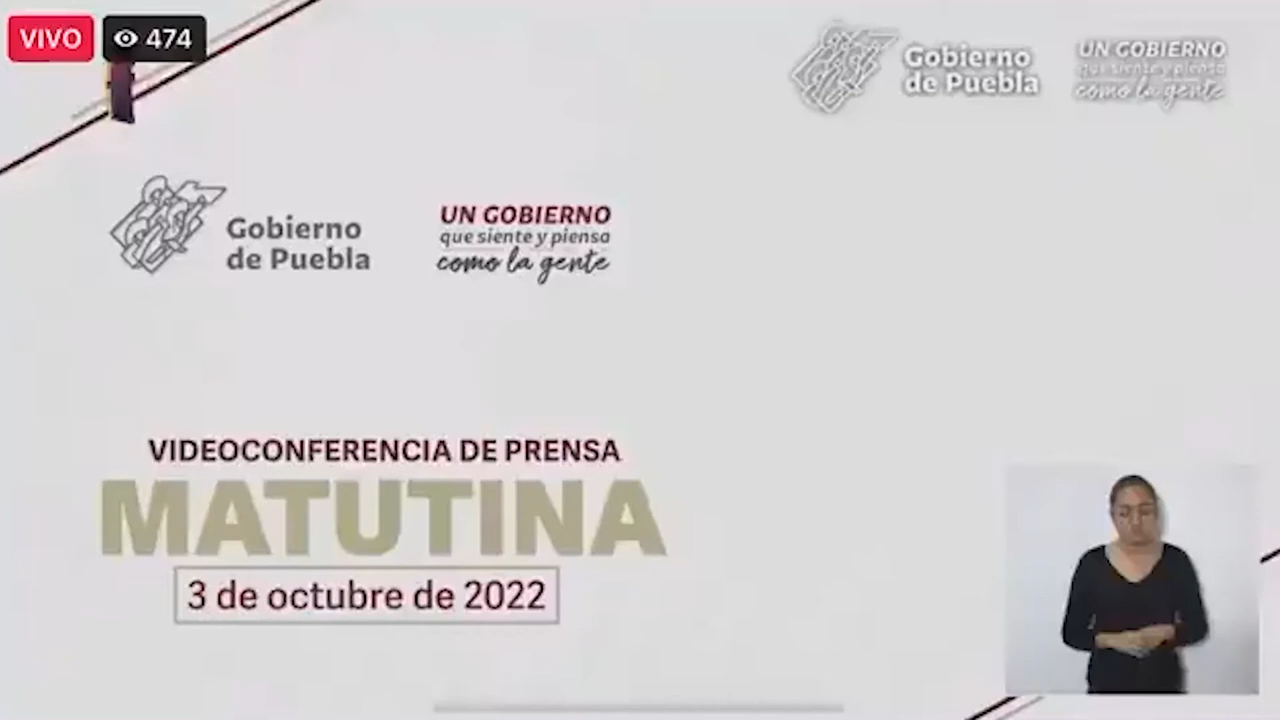 VIVO 474
Gobierno
de Puebla
UN GOBIERNO
que siente y piensa
como la gente
Gobierno
de Puebla
UN GOBIERNO
que siente y piensa
como la gente
VIDEOCONFERENCIA DE PRENSA
MATUTINA
3 de octubre de 2022